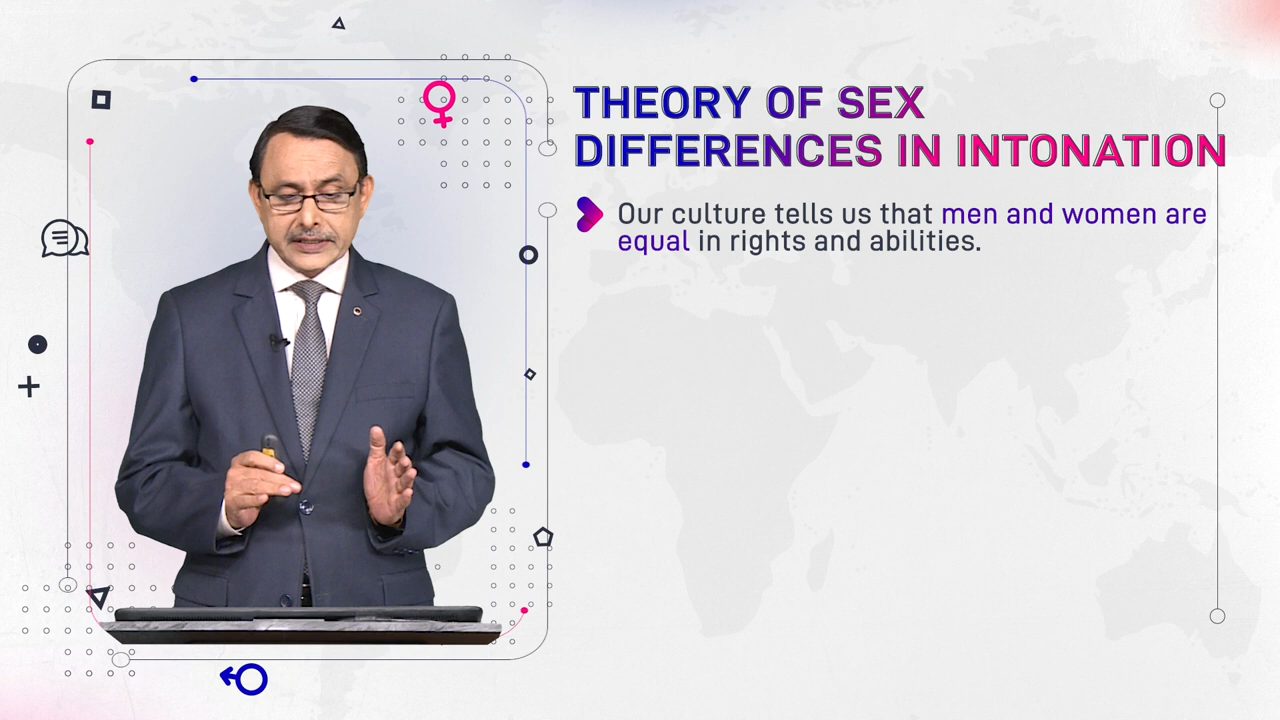 THEORY OF SEX
DIFFERENCES IN INTONATION
Our culture tells us that men and women are
equal in rights and abilities.